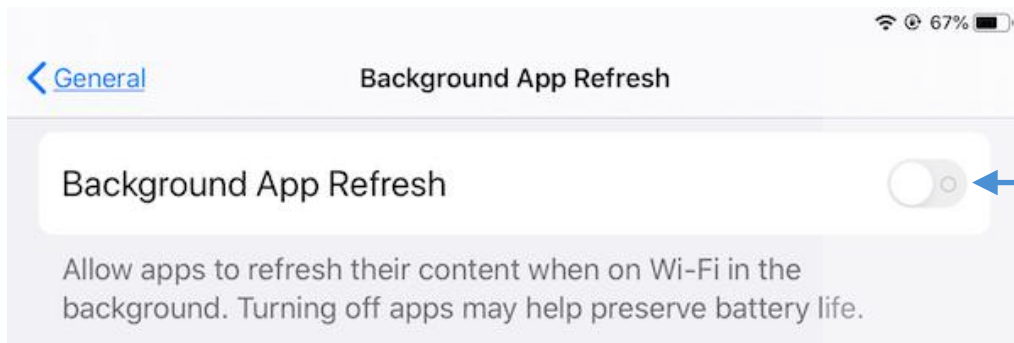 67%
General
Background App Refresh
Background App Refresh
Allow apps to refresh their content when on Wi-Fi in the
background. Turning off apps may help preserve battery life.